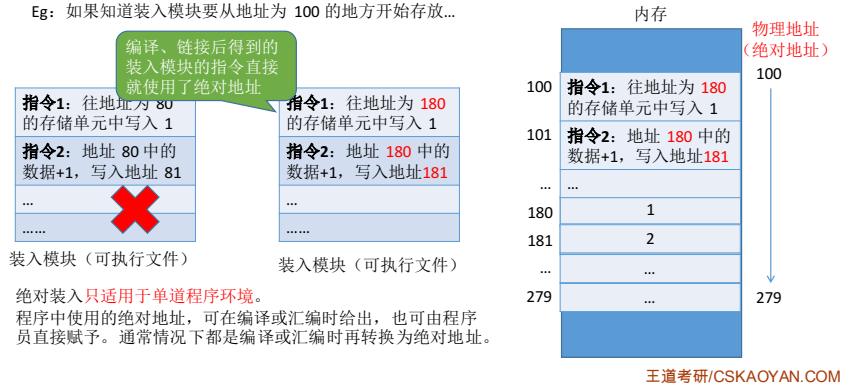 Eg：如果知道装入模块要从地址为 100 的地方开始存放…
编译、链接后得到的
装入模块的指令直接
就使用了绝对地址
指令1：往地址为 80
的存储单元中写入 1
指令2：地址 80 中的
数据+1，写入地址 81
…
……
装入模块（可执行文件）
指令1：往地址为 180
的存储单元中写入 1
指令2：地址 180 中的
数据+1，写入地址181
…
……
装入模块（可执行文件）
绝对装入只适用于单道程序环境。
程序中使用的绝对地址，可在编译或汇编时给出，也可由程序
员直接赋予。通常情况下都是编译或汇编时再转换为绝对地址。
内存
物理地址
（绝对地址）
100
指令1：往地址为 180
的存储单元中写入 1
101
指令2：地址 180 中的
数据+1，写入地址181
… …
180 1
181 2
… …
279 …
100
279
王道考研/CSKAOYAN.COM